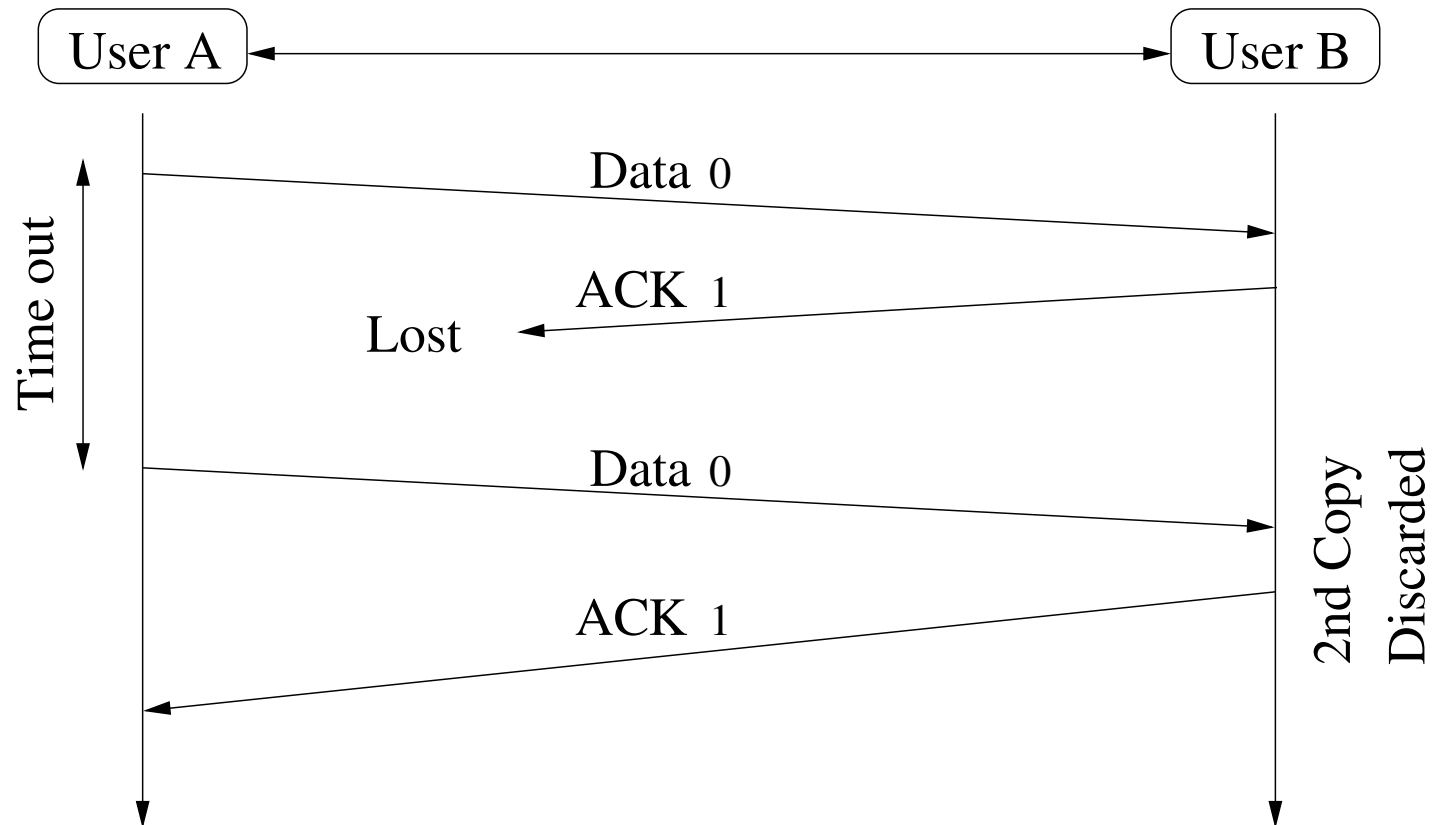 User A
User B
Data 0
ACK 1
Lost
Time out
Data 0
ACK 1
2nd Copy
Discarded